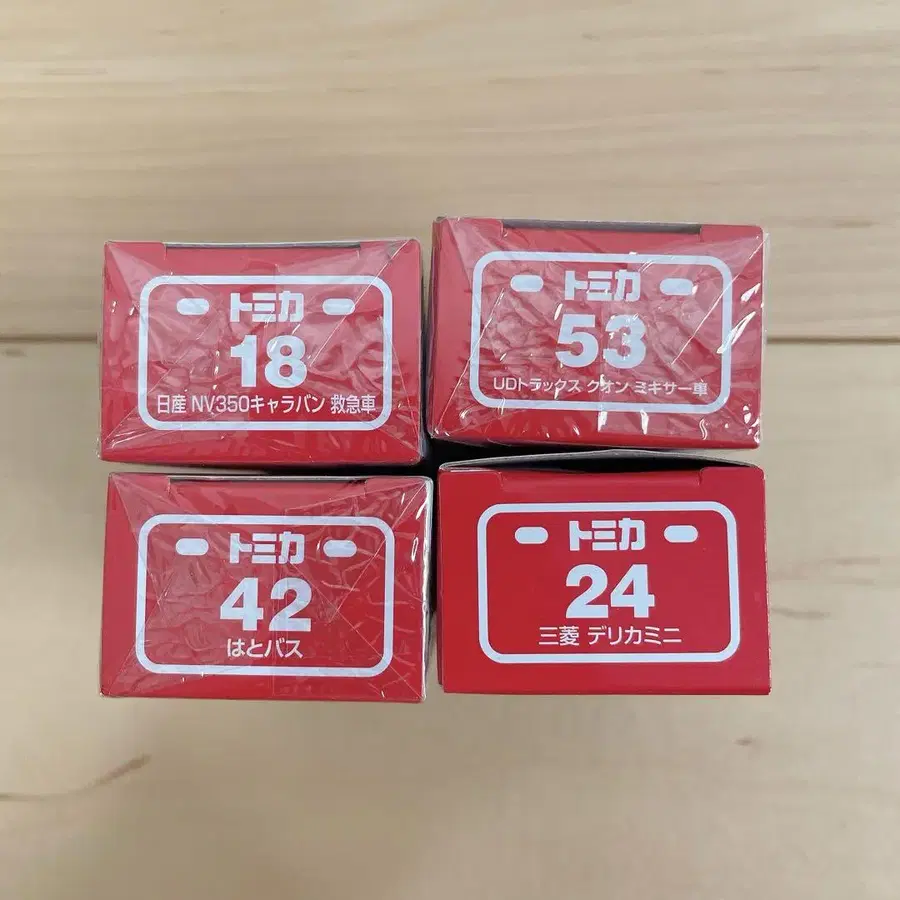 トミカ
18
日産 NV350キャラバン 救急車
トミカ
53
UDトラックス クオン ミキサー車
トミカ
42
はとバス
トミカ
24
三菱 デリカミニ